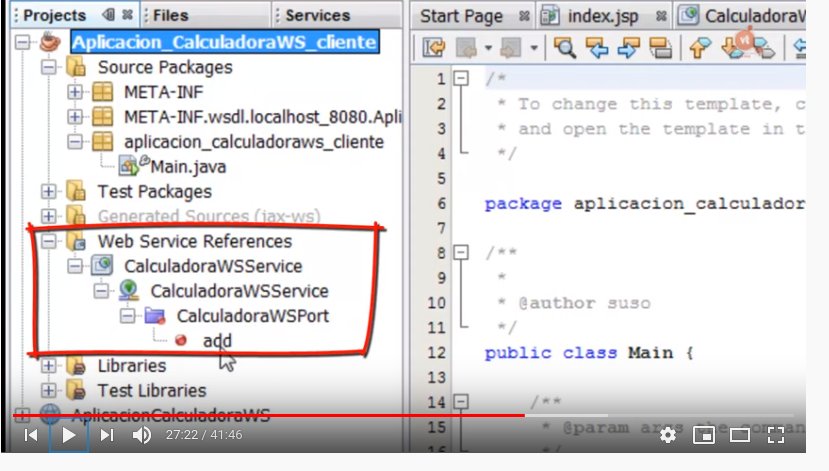 Projects
Files
Services
Aplicacion_CalculadoraWS_cliente
Source Packages
META-INF
META-INF.wsdl.localhost_8080.Apli
aplicacion_calculadoraws_cliente
Main.java
Test Packages
Generated Sources (jax-ws)
Web Service References
CalculadoraWSService
CalculadoraWSService
CalculadoraWSPort
add
Libraries
Test Libraries
AplicacionCalculadoraWS
27:22 / 41:46
Start Page
index.jsp
CalculadoraW
1 /*
2 * To change this template, c
3 * and open the template in t
4 */
5
6 package aplicacion_calculador
7
8 /**
9 *
10 * @author suso
11 */
12 public class Main {
13
14 /**
15 * @param args the comman
16 */